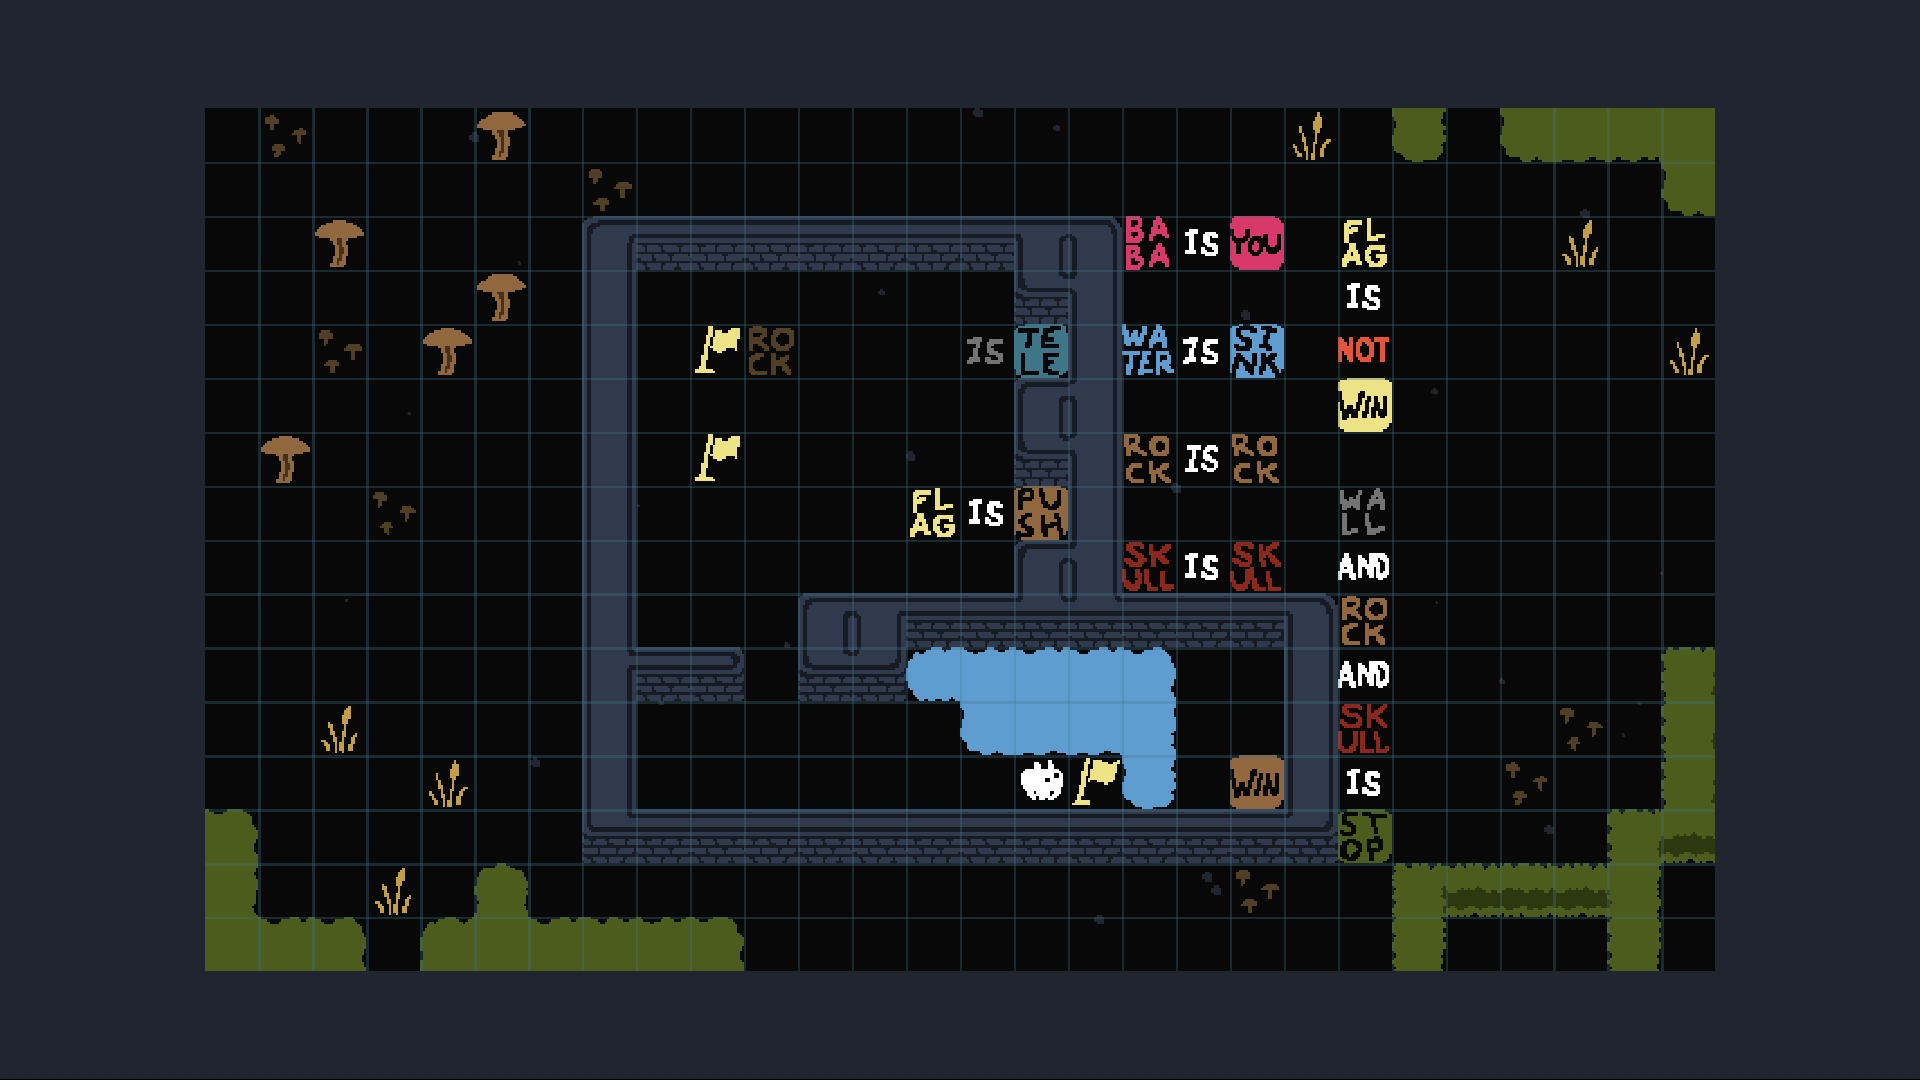 BABA IS YOU
FLAG IS NOT WIN
ROCK IS TELE
WATER IS SINK
ROCK IS ROCK
FLAG IS PUSH
WALL AND ROCK AND SKULL IS STOP
SKULL IS SKULL
WIN